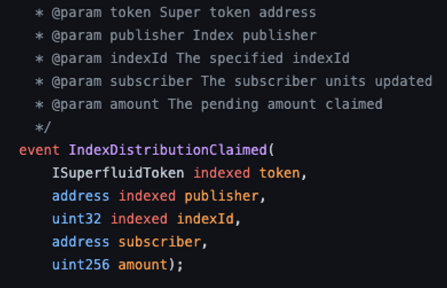 * @param token Super token address
* @param publisher Index publisher
* @param indexId The specified indexId
* @param subscriber The subscriber units updated
* @param amount The pending amount claimed
*/
event IndexDistributionClaimed(
ISuperfluidToken indexed token,
address indexed publisher,
uint32 indexed indexId,
address subscriber,
uint256 amount);